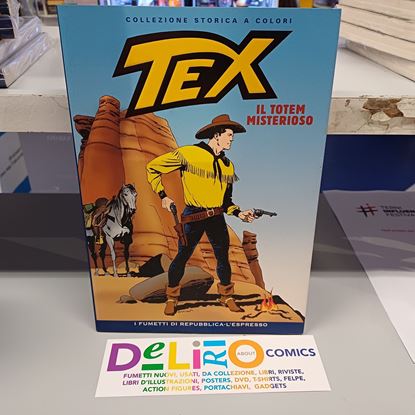 COLLEZIONE STORICA A COLORI
TEX
IL TOTEM
MISTERIOSO
I FUMETTI DI REPUBBLICA-L'ESPRESSO
DELIRIO ABOUT COMICS
FUMETTI NUOVI, USATI, DA COLLEZIONE, LIBRI, RIVISTE,
LIBRI D'ILLUSTRAZIONI, POSTERS, DVD, T-SHIRTS, FELPE,
ACTION FIGURES, PORTACHIAVI, GADGETS